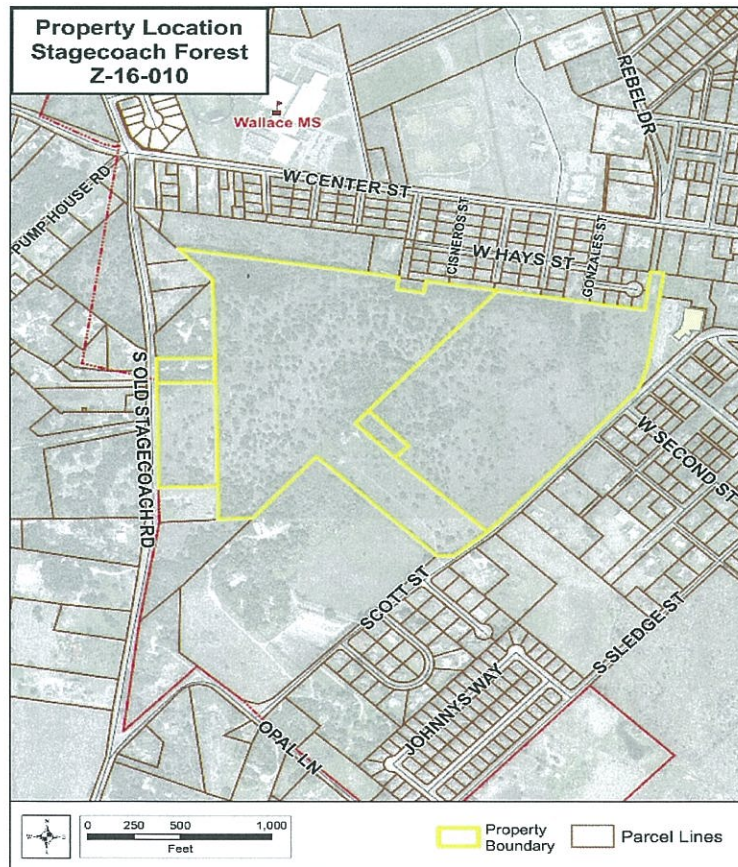 Property Location
Stagecoach Forest
Z-16-010
Wallace MS
REBEL DR
PUMP HOUSE RD
W CENTER ST
CISNEROS ST
W HAYS ST
GONZALES ST
S OLD STAGECOACH RD
W SECOND ST
SCOTT ST
S SLEDGE ST
JOHNNYS WAY
OPAL LN
N
W
E
S
0 250 500 1,000
Feet
Property
Boundary
Parcel Lines